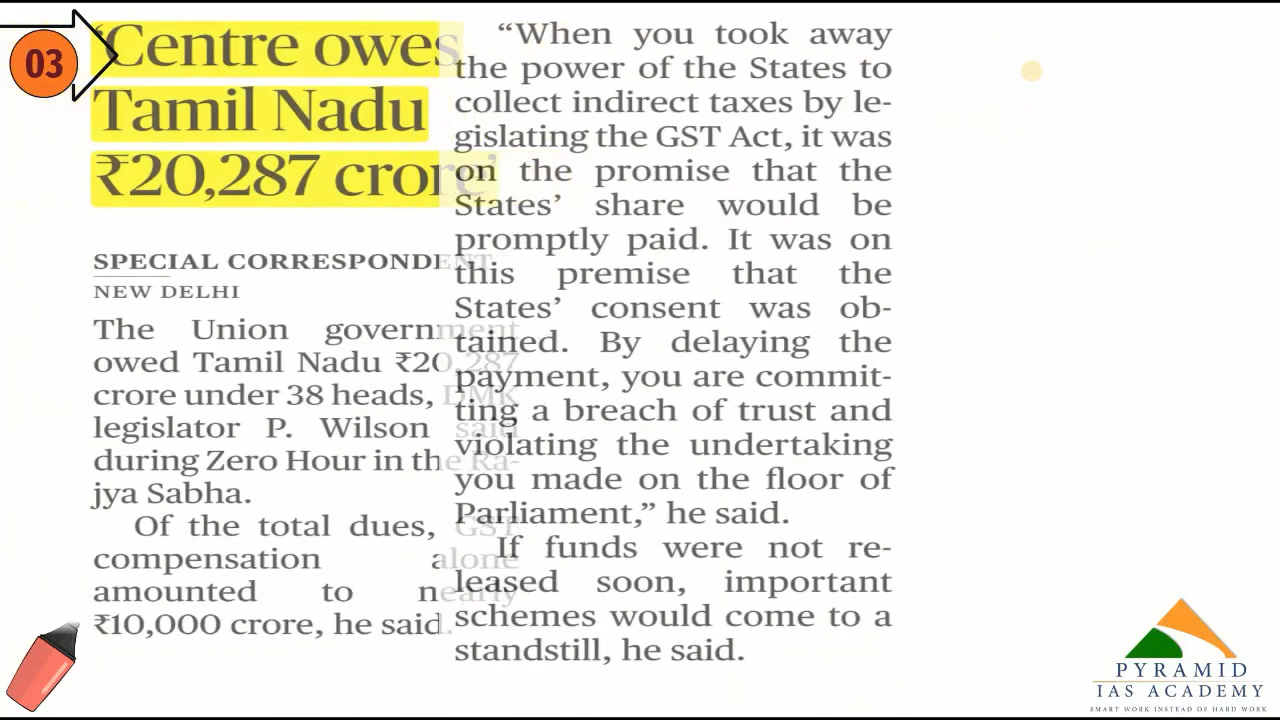 03
‘Centre owes
Tamil Nadu
₹20,287 crore’
SPECIAL CORRESPONDENT
NEW DELHI
The Union government
owed Tamil Nadu ₹20,287
crore under 38 heads, DMK
legislator P. Wilson said
during Zero Hour in the Ra-
jya Sabha.
Of the total dues, GST
compensation alone
amounted to nearly
₹10,000 crore, he said.
“When you took away
the power of the States to
collect indirect taxes by le-
gislating the GST Act, it was
on the promise that the
States’ share would be
promptly paid. It was on
this premise that the
States’ consent was ob-
tained. By delaying the
payment, you are commit-
ting a breach of trust and
violating the undertaking
you made on the floor of
Parliament,” he said.
If funds were not re-
leased soon, important
schemes would come to a
standstill, he said.
PYRAMID
IAS ACADEMY
SMART WORK INSTEAD OF HARD WORK